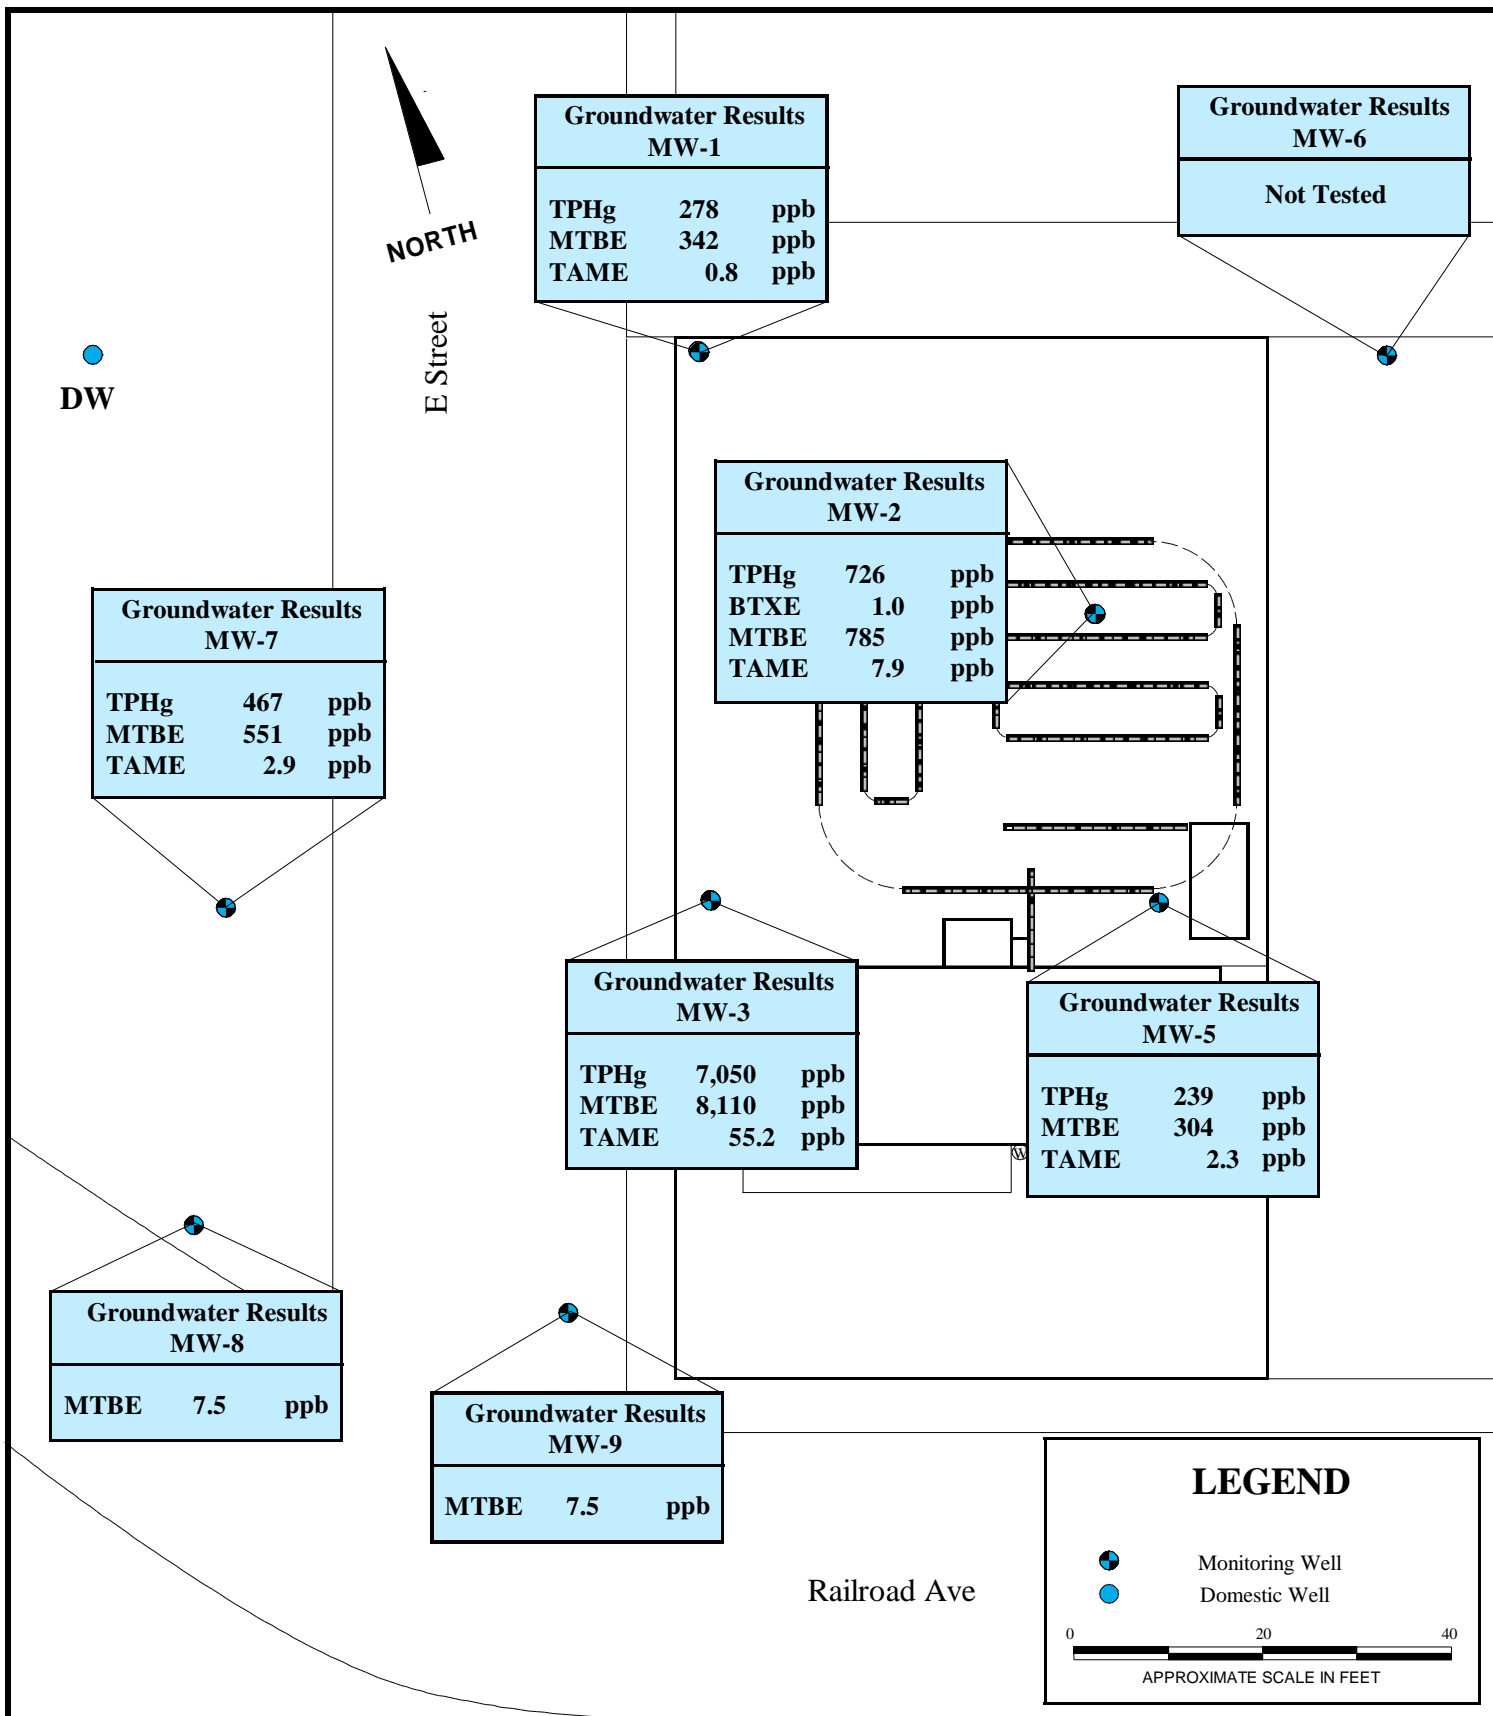 Groundwater Results
MW-1
TPHg 278 ppb
MTBE 342 ppb
TAME 0.8 ppb
Groundwater Results
MW-6
Not Tested
NORTH
E Street
DW
Groundwater Results
MW-2
TPHg 726 ppb
BTXE 1.0 ppb
MTBE 785 ppb
TAME 7.9 ppb
Groundwater Results
MW-7
TPHg 467 ppb
MTBE 551 ppb
TAME 2.9 ppb
Groundwater Results
MW-3
TPHg 7,050 ppb
MTBE 8,110 ppb
TAME 55.2 ppb
Groundwater Results
MW-5
TPHg 239 ppb
MTBE 304 ppb
TAME 2.3 ppb
W
Groundwater Results
MW-8
MTBE 7.5 ppb
Groundwater Results
MW-9
MTBE 7.5 ppb
Railroad Ave
LEGEND
Monitoring Well
Domestic Well
0 20 40
APPROXIMATE SCALE IN FEET